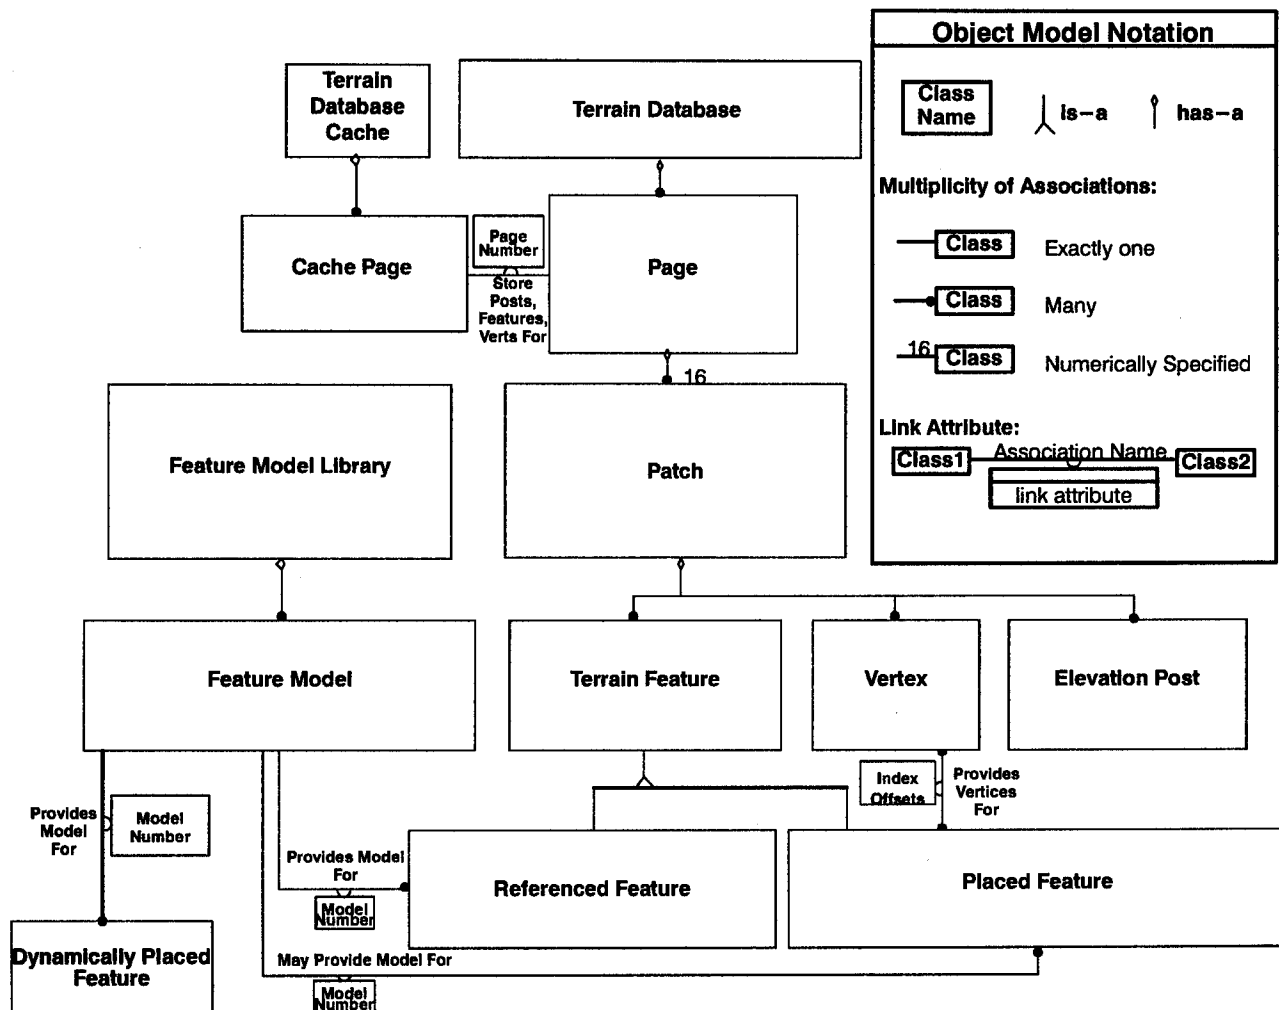 Object Model Notation
Class
Name
is-a
has-a
Multiplicity of Associations:
Class
Exactly one
Class
Many
16
Class
Numerically Specified
Link Attribute:
Class1
Association Name
Class2
link attribute
Terrain
Database
Cache
Terrain Database
Cache Page
Page
Number
Store
Posts,
Features,
Verts For
Page
16
Feature Model Library
Patch
Feature Model
Terrain Feature
Vertex
Elevation Post
Provides
Model
For
Model
Number
Index
Offsets
Provides
Vertices
For
Provides Model
For
Model
Number
Referenced Feature
Placed Feature
Dynamically Placed
Feature
May Provide Model For
Model
Number